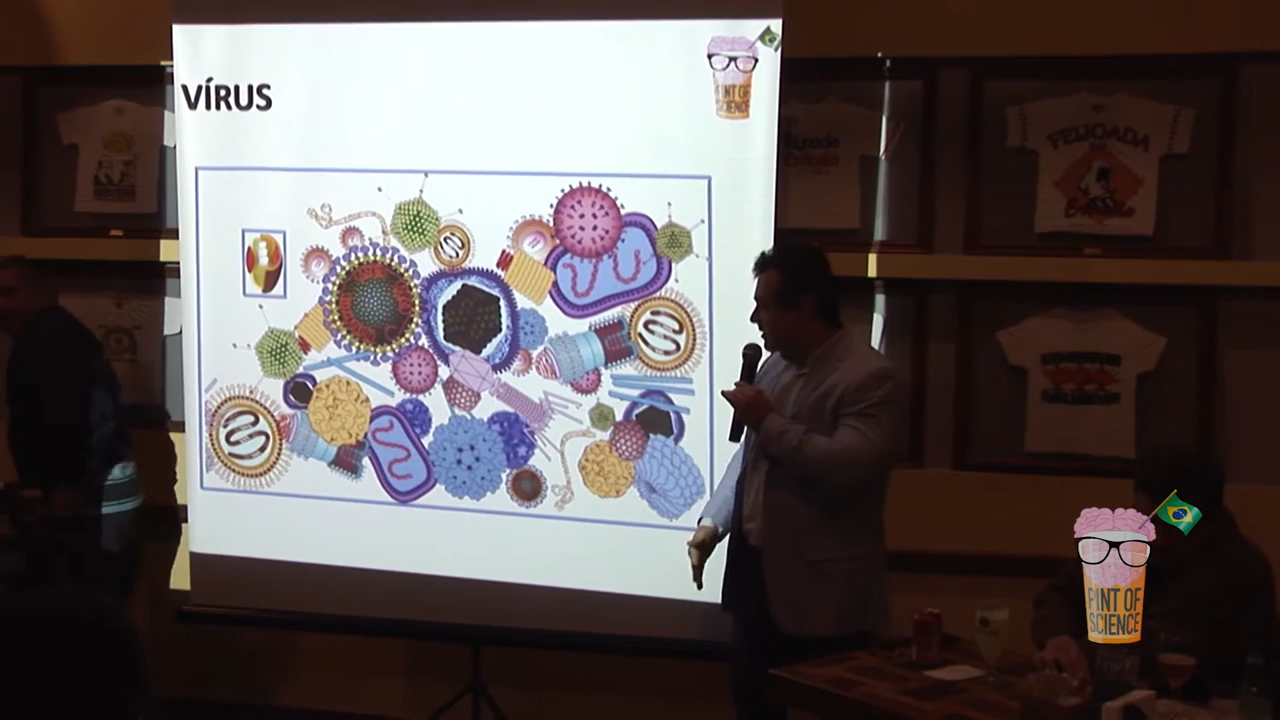 VÍRUS
PINT OF
SCIENCE
FEIJOADA
PINT OF
SCIENCE